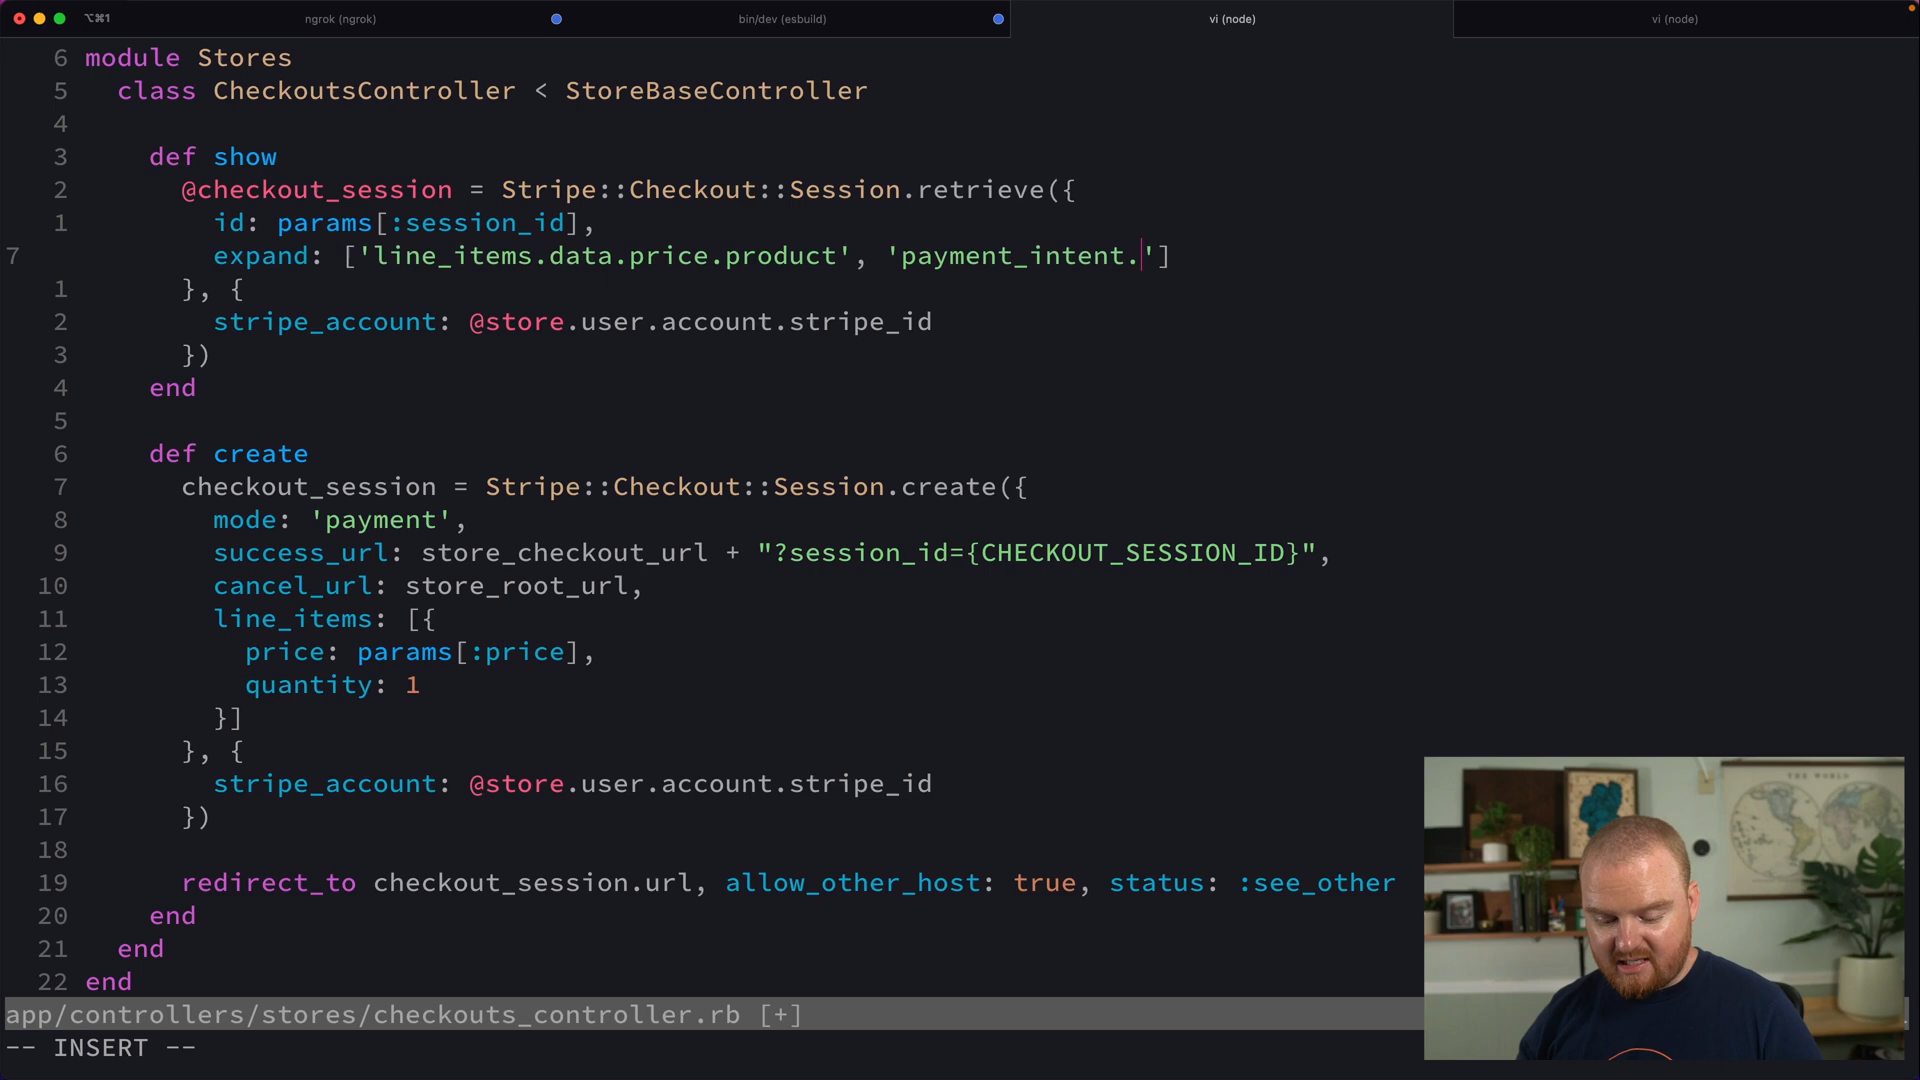 ⌥⌘1 ngrok (ngrok) bin/dev (esbuild) vi (node) vi (node)
6 module Stores
5 class CheckoutsController < StoreBaseController
4
3 def show
2 @checkout_session = Stripe::Checkout::Session.retrieve({
1 id: params[:session_id],
7 expand: ['line_items.data.price.product', 'payment_intent.']
1 }, {
2 stripe_account: @store.user.account.stripe_id
3 })
4 end
5
6 def create
7 checkout_session = Stripe::Checkout::Session.create({
8 mode: 'payment',
9 success_url: store_checkout_url + "?session_id={CHECKOUT_SESSION_ID}",
10 cancel_url: store_root_url,
11 line_items: [{
12 price: params[:price],
13 quantity: 1
14 }]
15 }, {
16 stripe_account: @store.user.account.stripe_id
17 })
18
19 redirect_to checkout_session.url, allow_other_host: true, status: :see_other
20 end
21 end
22 end
app/controllers/stores/checkouts_controller.rb [+]
-- INSERT --
THE WORLD